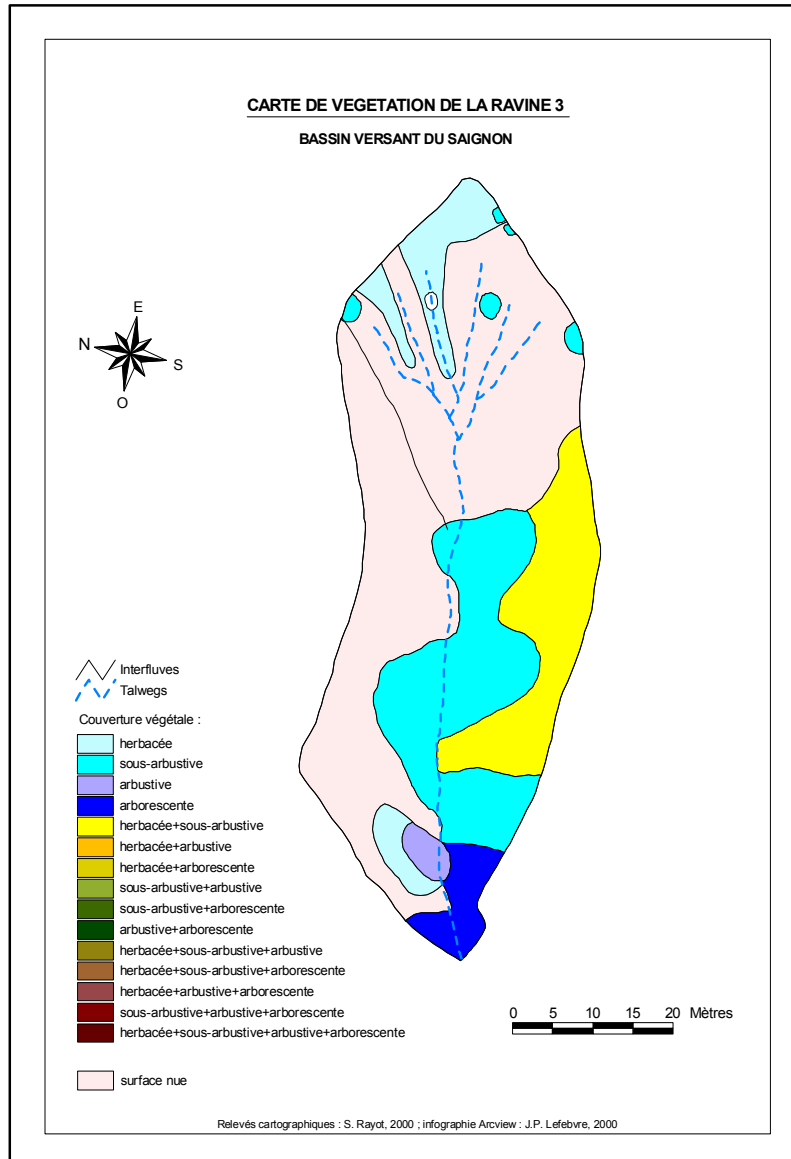 CARTE DE VEGETATION DE LA RAVINE 3
BASSIN VERSANT DU SAIGNON
E
N
S
O
Interfluves
Talwegs
Couverture végétale :
herbacée
sous-arbustive
arbustive
arborescente
herbacée+sous-arbustive
herbacée+arbustive
herbacée+arborescente
sous-arbustive+arbustive
sous-arbustive+arborescente
arbustive+arborescente
herbacée+sous-arbustive+arbustive
herbacée+sous-arbustive+arborescente
herbacée+arbustive+arborescente
sous-arbustive+arbustive+arborescente
herbacée+sous-arbustive+arbustive+arborescente
surface nue
0 5 10 15 20 Mètres
Relevés cartographiques : S. Rayot, 2000 ; infographie Arcview : J.P. Lefebvre, 2000